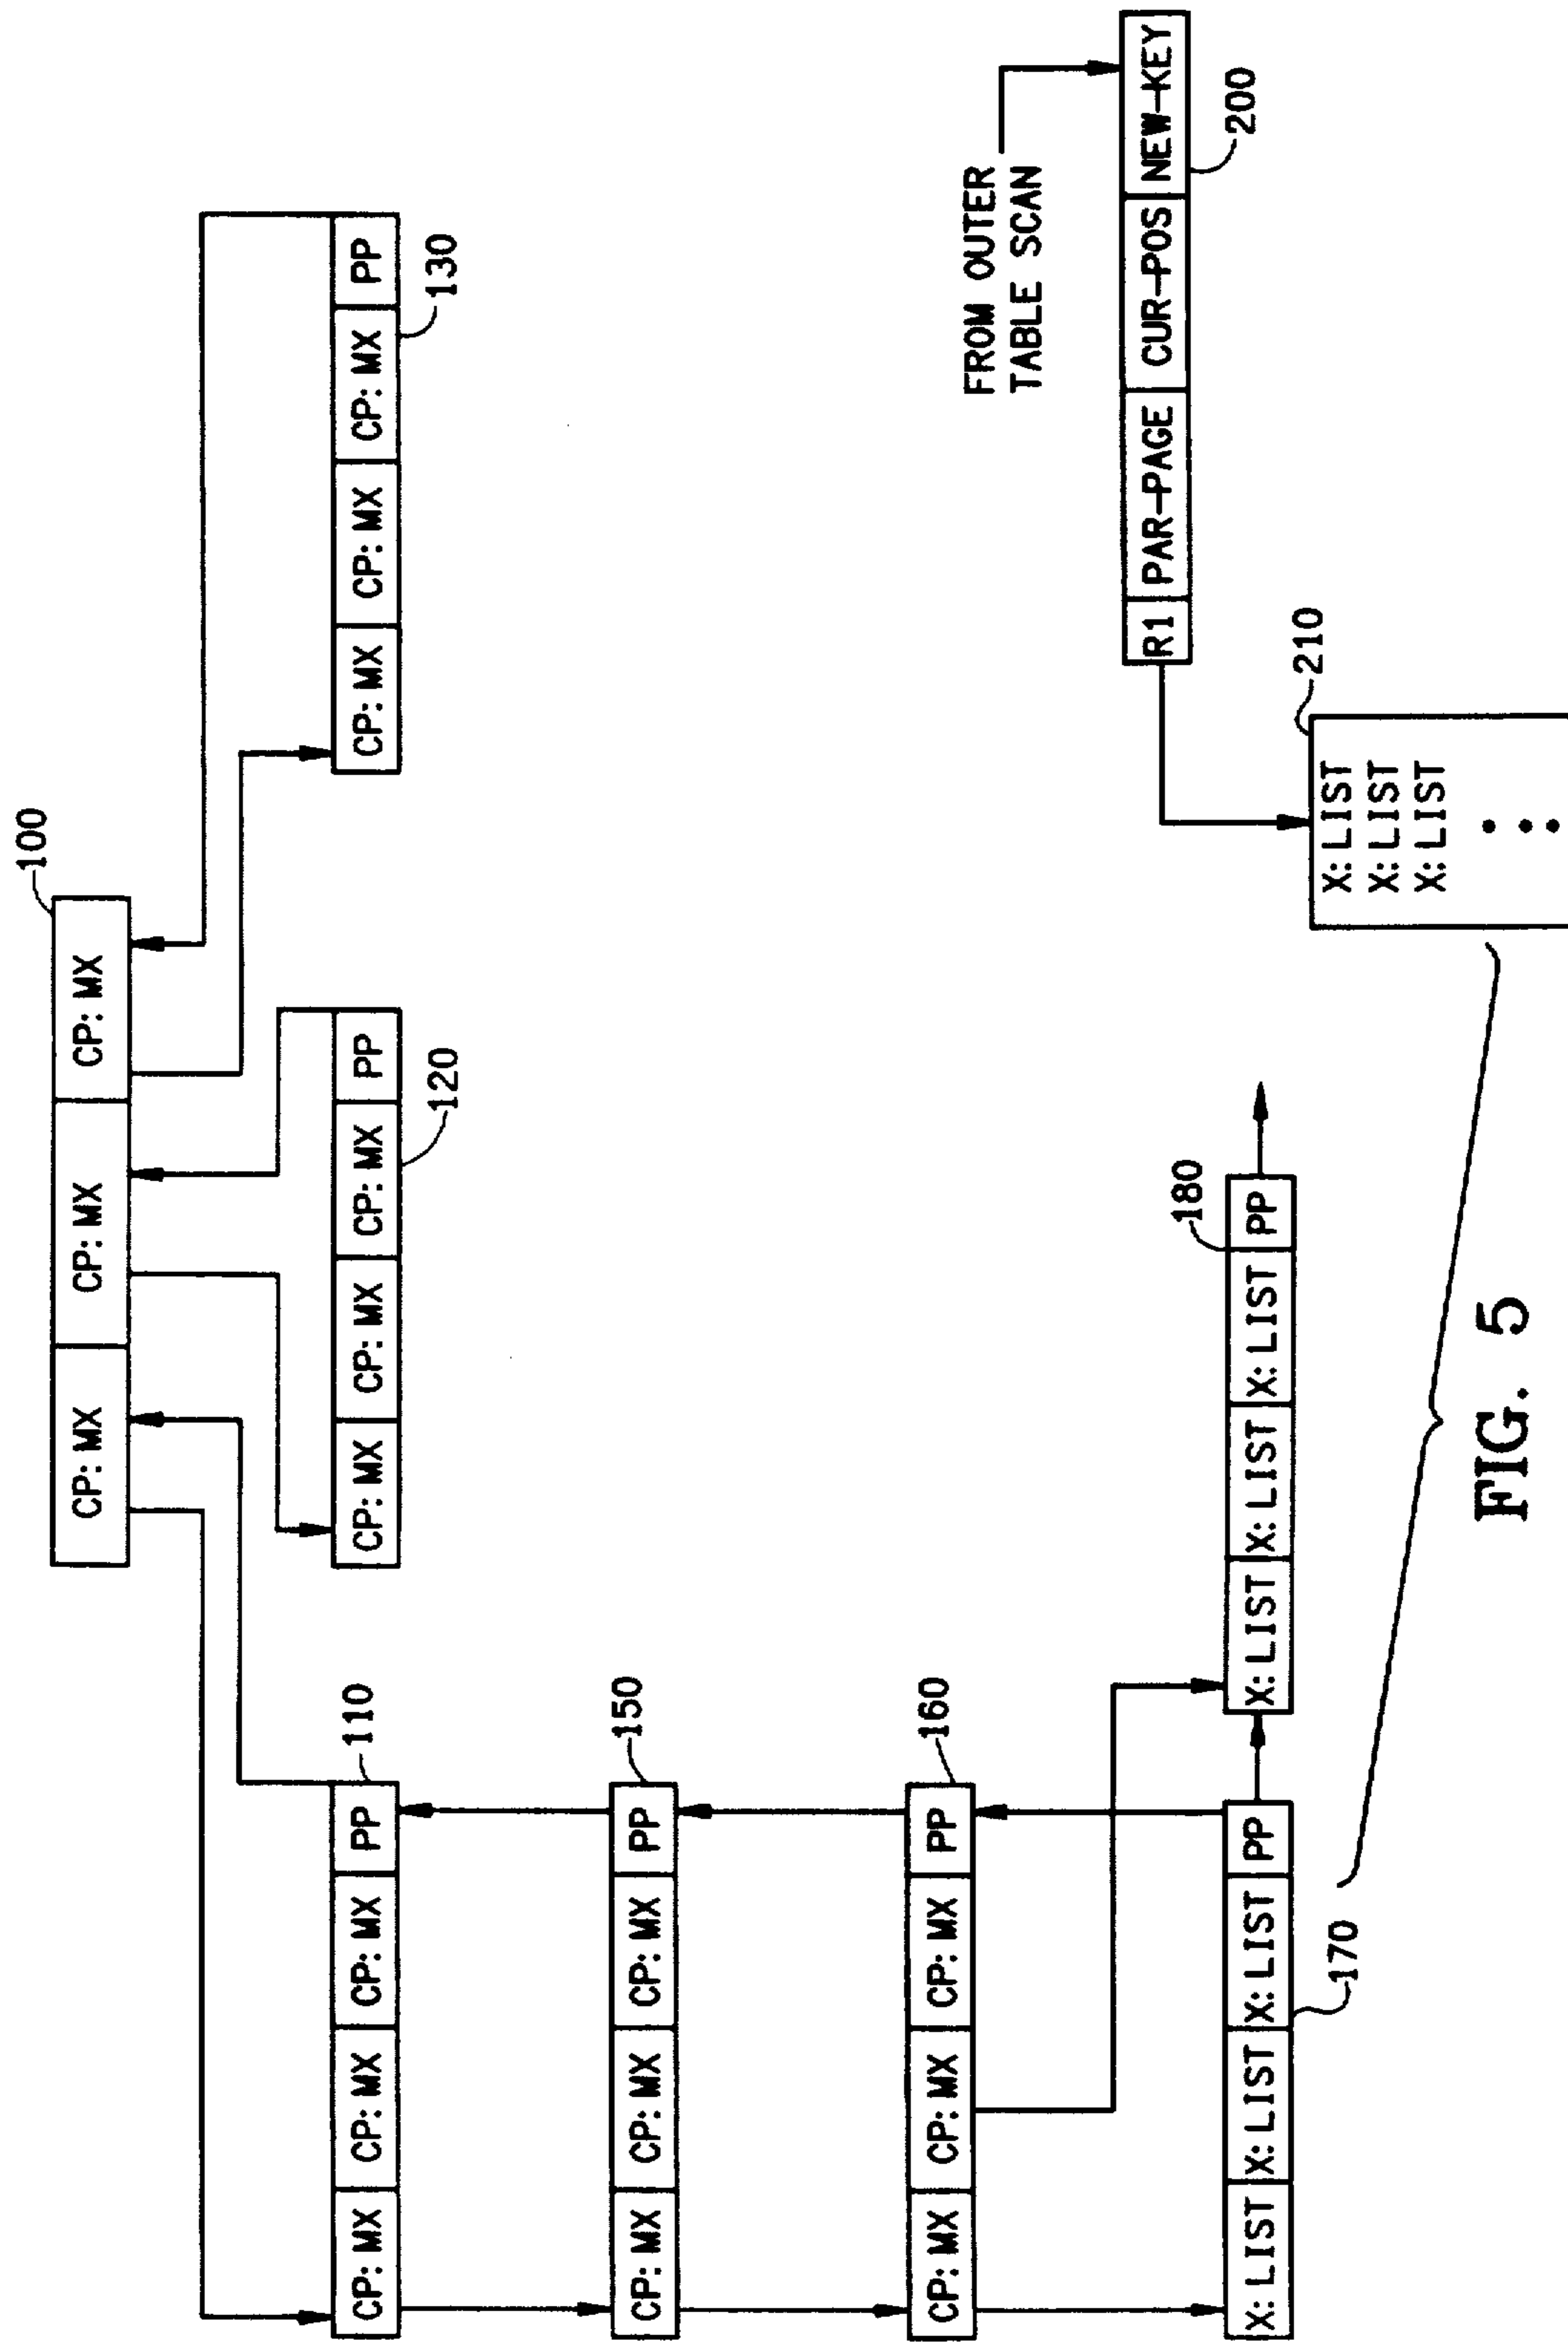 100
CP: MX CP: MX CP: MX
CP: MX CP: MX CP: MX PP
110
CP: MX CP: MX CP: MX PP
120
CP: MX CP: MX CP: MX PP
130
CP: MX CP: MX CP: MX PP
150
CP: MX CP: MX CP: MX PP
160
X: LIST X: LIST X: LIST PP
170
X: LIST X: LIST X: LIST PP
180
FROM OUTER
TABLE SCAN
R1 PAR-PAGE CUR-POS NEW-KEY
200
210
X: LIST
X: LIST
X: LIST
FIG. 5